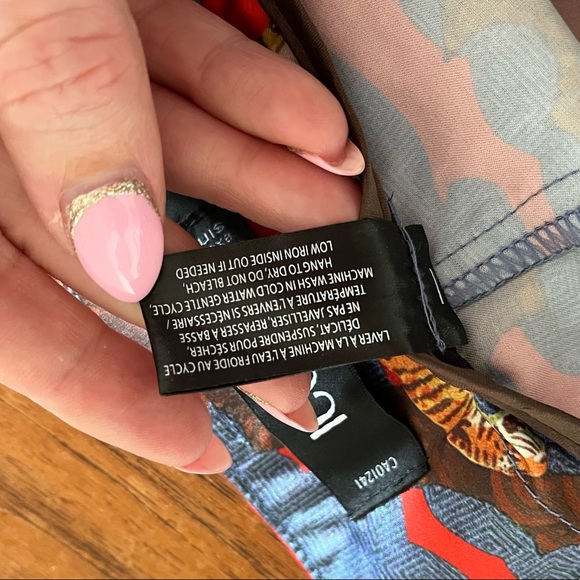 LAVER À LA MACHINE À L'EAU FROIDE AU CYCLE
DÉLICAT, SUSPENDRE POUR SÉCHER,
NE PAS JAVELLISER, REPASSER À BASSE
TEMPÉRATURE À L'ENVERS SI NÉCESSAIRE /
MACHINE WASH IN COLD WATER GENTLE CYCLE,
HANG TO DRY, DO NOT BLEACH,
LOW IRON INSIDE OUT IF NEEDED
CA01241